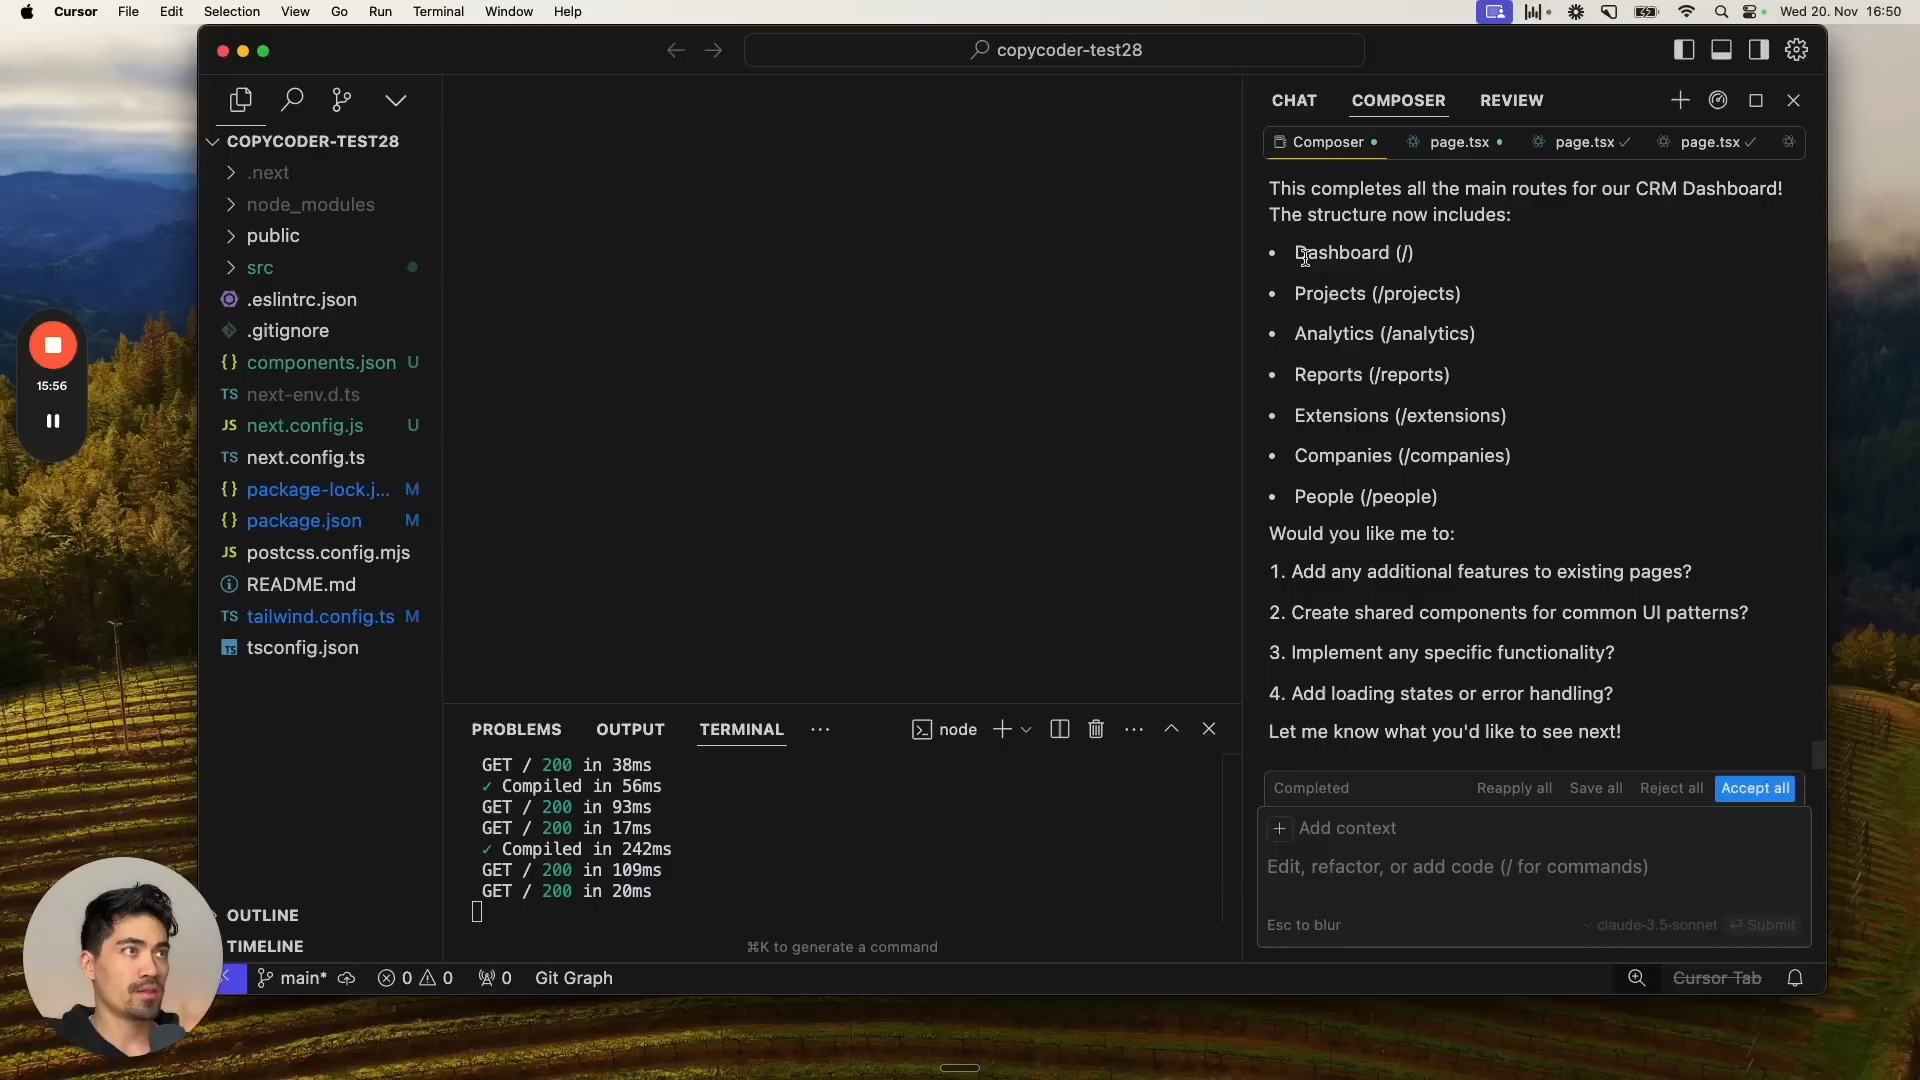 Cursor File Edit Selection View Go Run Terminal Window Help
Wed 20. Nov 16:50
copycoder-test28
COPYCODER-TEST28
.next
node_modules
public
src
.eslintrc.json
.gitignore
components.json U
next-env.d.ts
next.config.js U
next.config.ts
package-lock.j... M
package.json M
postcss.config.mjs
README.md
tailwind.config.ts M
tsconfig.json
OUTLINE
TIMELINE
15:56
PROBLEMS OUTPUT TERMINAL ··· node
GET / 200 in 38ms
✓ Compiled in 56ms
GET / 200 in 93ms
GET / 200 in 17ms
✓ Compiled in 242ms
GET / 200 in 109ms
GET / 200 in 20ms
⌘K to generate a command
CHAT COMPOSER REVIEW
Composer page.tsx page.tsx ✓ page.tsx ✓
This completes all the main routes for our CRM Dashboard!
The structure now includes:
• Dashboard (/)
• Projects (/projects)
• Analytics (/analytics)
• Reports (/reports)
• Extensions (/extensions)
• Companies (/companies)
• People (/people)
Would you like me to:
1. Add any additional features to existing pages?
2. Create shared components for common UI patterns?
3. Implement any specific functionality?
4. Add loading states or error handling?
Let me know what you'd like to see next!
Completed Reapply all Save all Reject all Accept all
+ Add context
Edit, refactor, or add code (/ for commands)
Esc to blur claude-3.5-sonnet Submit
main* 0 0 0 Git Graph Cursor Tab